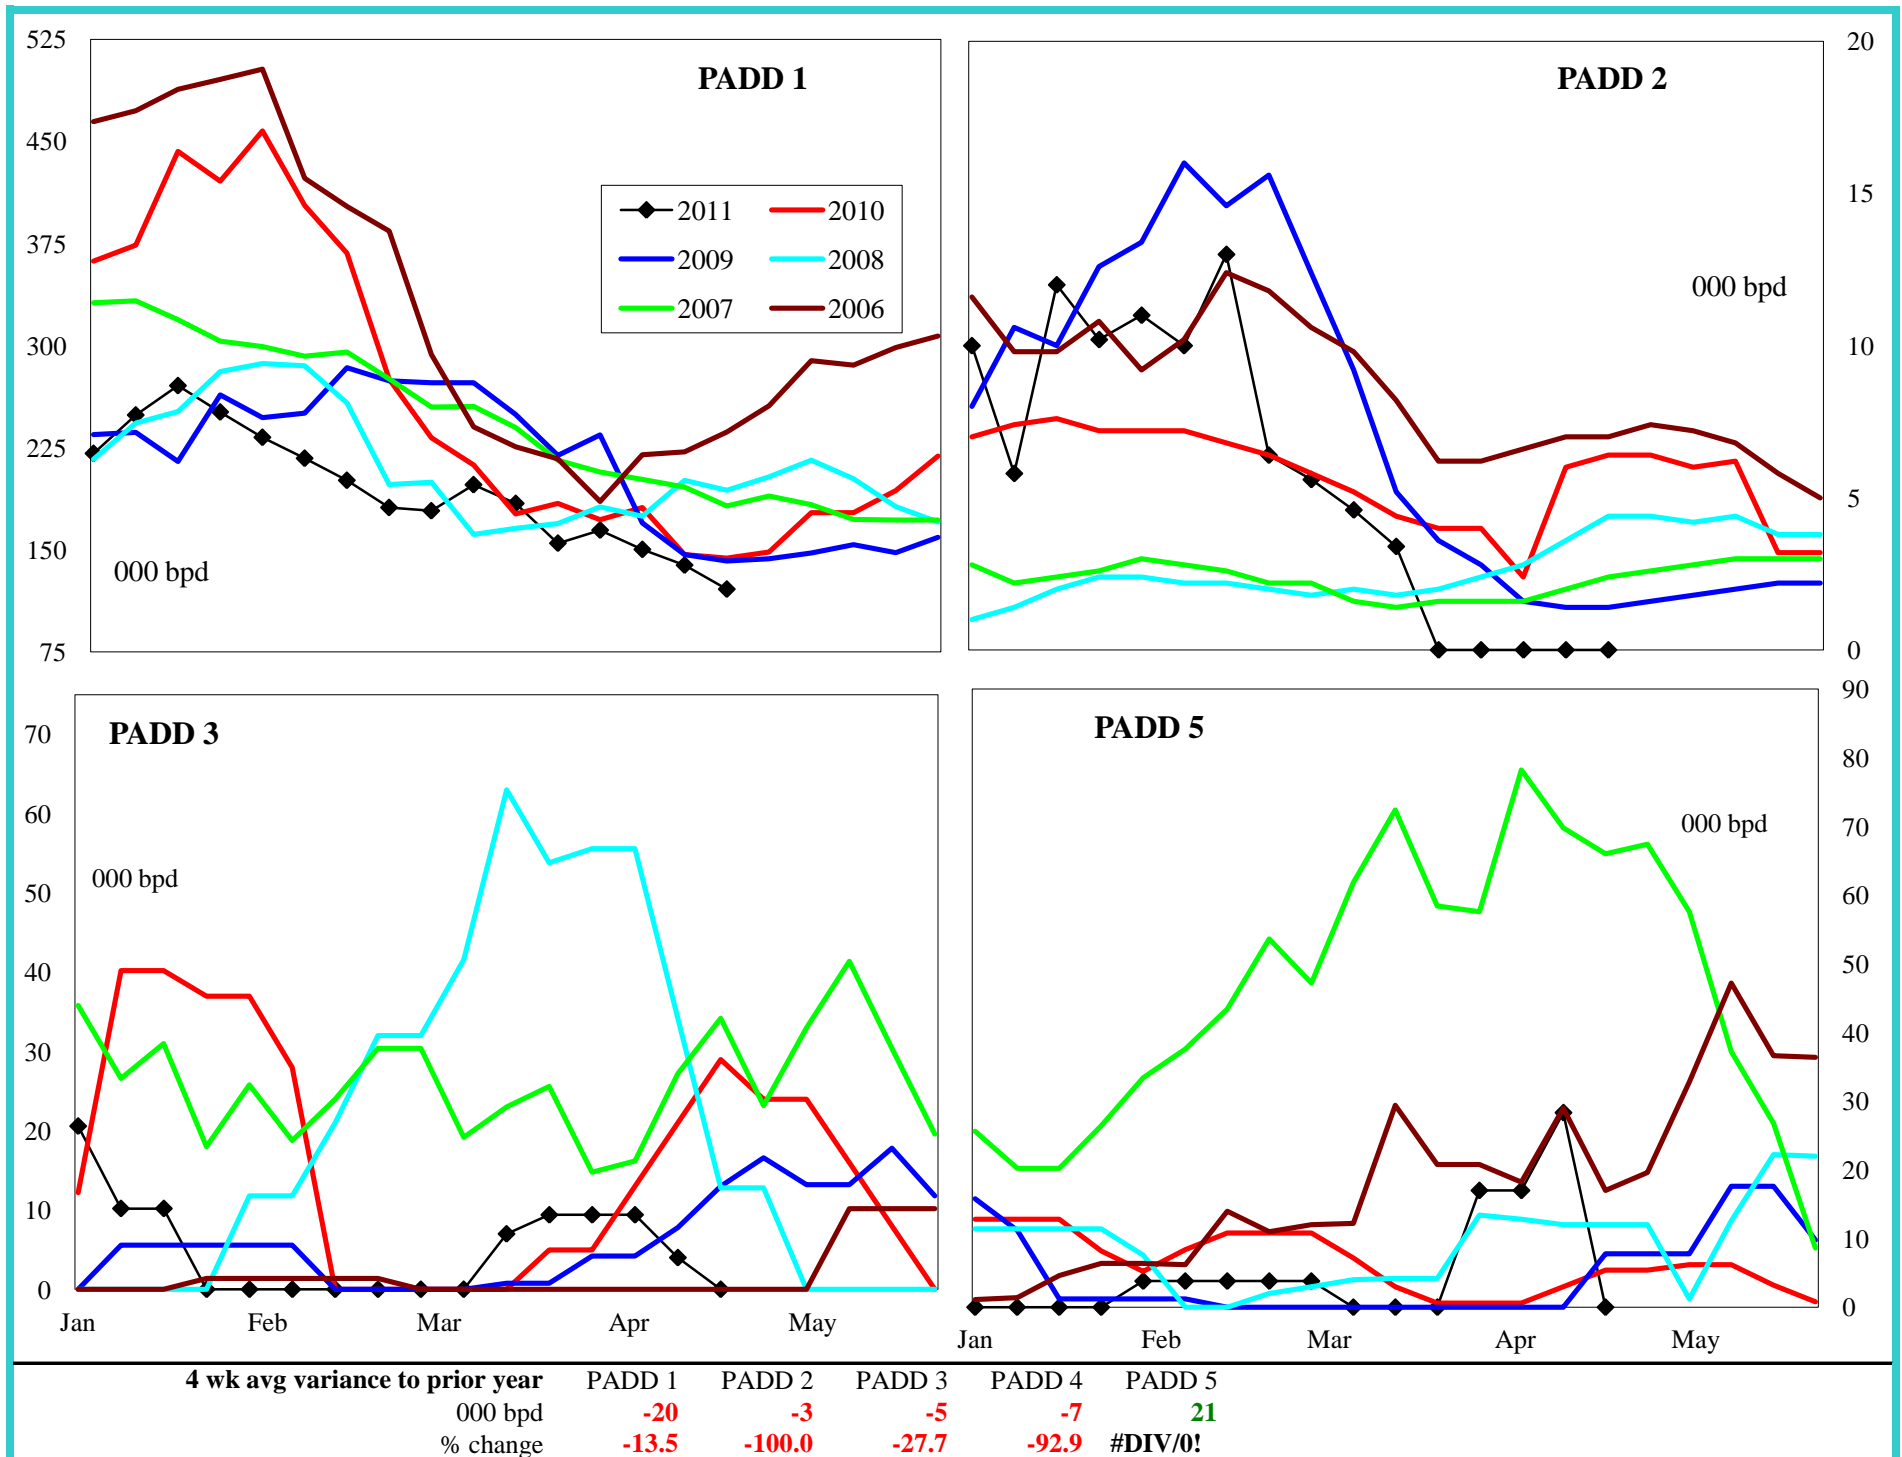 525
450
375
300
225
150
75
PADD 1
000 bpd
2011
2010
2009
2008
2007
2006
PADD 2
000 bpd
20
15
10
5
0
PADD 3
000 bpd
70
60
50
40
30
20
10
0
Jan Feb Mar Apr May
PADD 5
000 bpd
90
80
70
60
50
40
30
20
10
0
Jan Feb Mar Apr May
4 wk avg variance to prior year PADD 1 PADD 2 PADD 3 PADD 4 PADD 5
000 bpd -20 -3 -5 -7 21
% change -13.5 -100.0 -27.7 -92.9 #DIV/0!